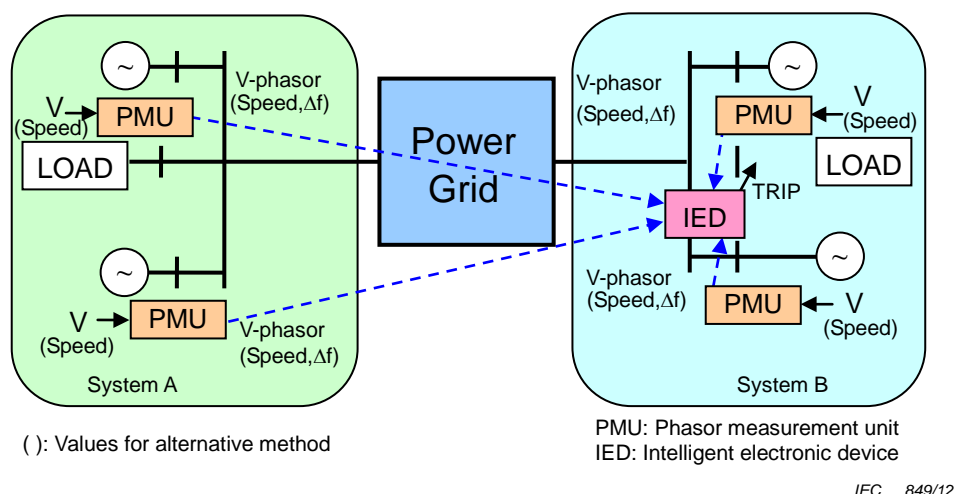 ~
V-phasor
(Speed,Δf)
V
(Speed)
PMU
LOAD
~
V
(Speed)
PMU
V-phasor
(Speed,Δf)
System A
Power
Grid
V-phasor
(Speed,Δf)
~
PMU
V
(Speed)
LOAD
TRIP
IED
~
V-phasor
(Speed,Δf)
PMU
V
(Speed)
System B
( ): Values for alternative method
PMU: Phasor measurement unit
IED: Intelligent electronic device
IEC 849/12